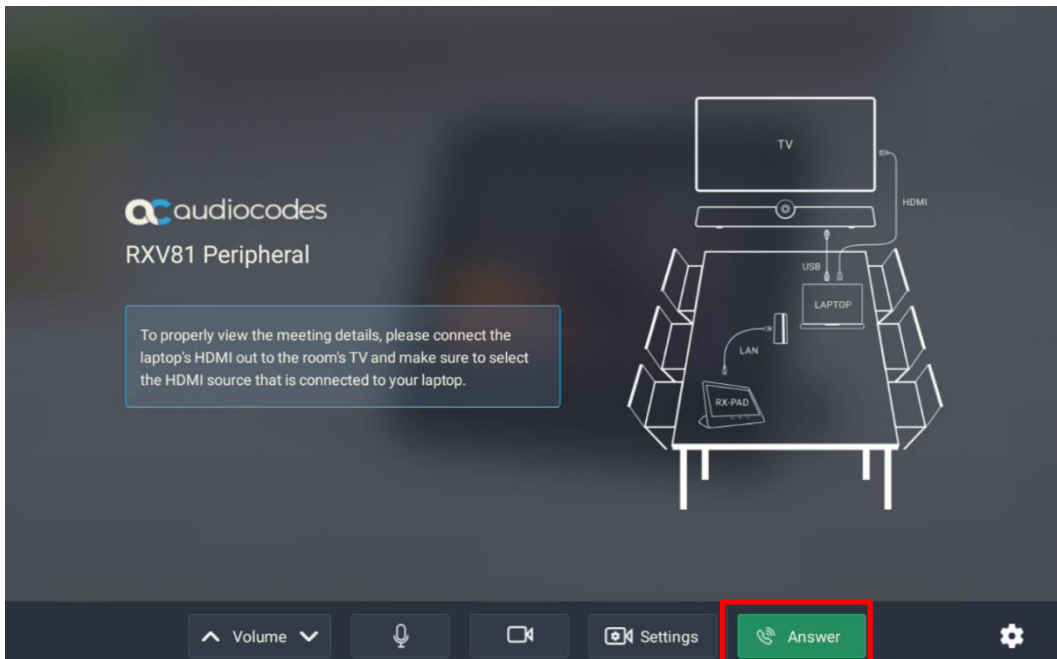 audiocodes
RXV81 Peripheral
To properly view the meeting details, please connect the
laptop's HDMI out to the room's TV and make sure to select
the HDMI source that is connected to your laptop.
TV
HDMI
USB
LAPTOP
LAN
RX-PAD
Volume
Settings
Answer